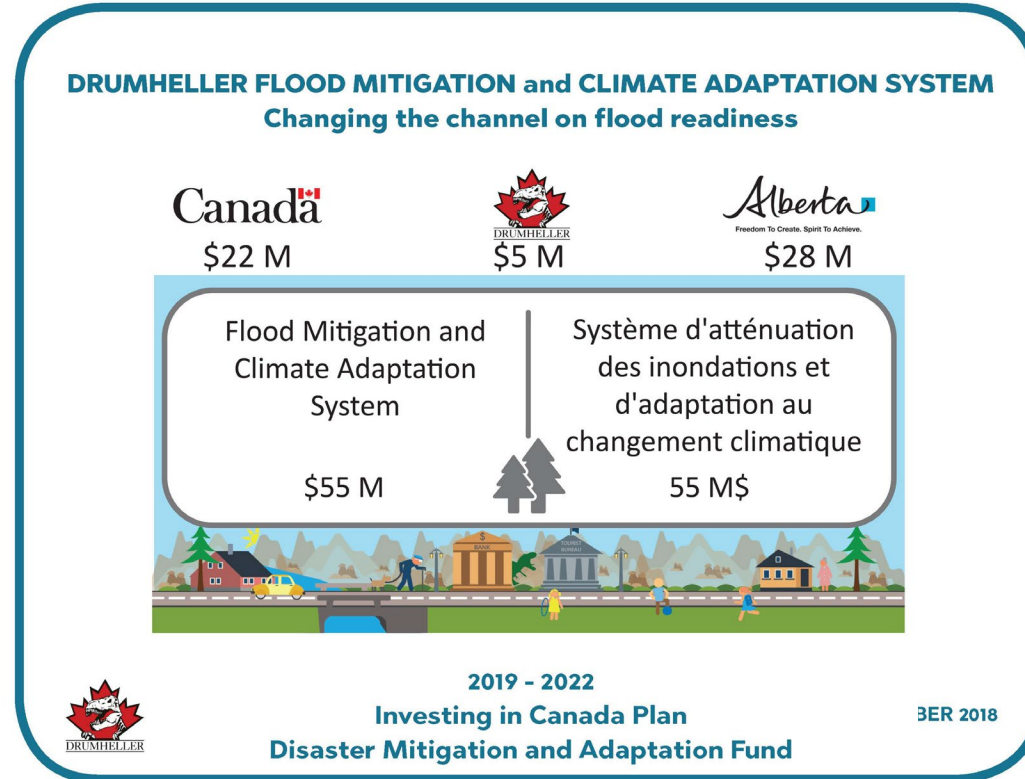 DRUMHELLER FLOOD MITIGATION and CLIMATE ADAPTATION SYSTEM
Changing the channel on flood readiness
Canada
DRUMHELLER
Alberta
Freedom To Create. Spirit To Achieve.
$22 M
$5 M
$28 M
Flood Mitigation and
Climate Adaptation
System
$55 M
Système d'atténuation
des inondations et
d'adaptation au
changement climatique
55 M$
$
BANK
TOURIST
BUREAU
DRUMHELLER
2019 – 2022
Investing in Canada Plan
Disaster Mitigation and Adaptation Fund
BER 2018